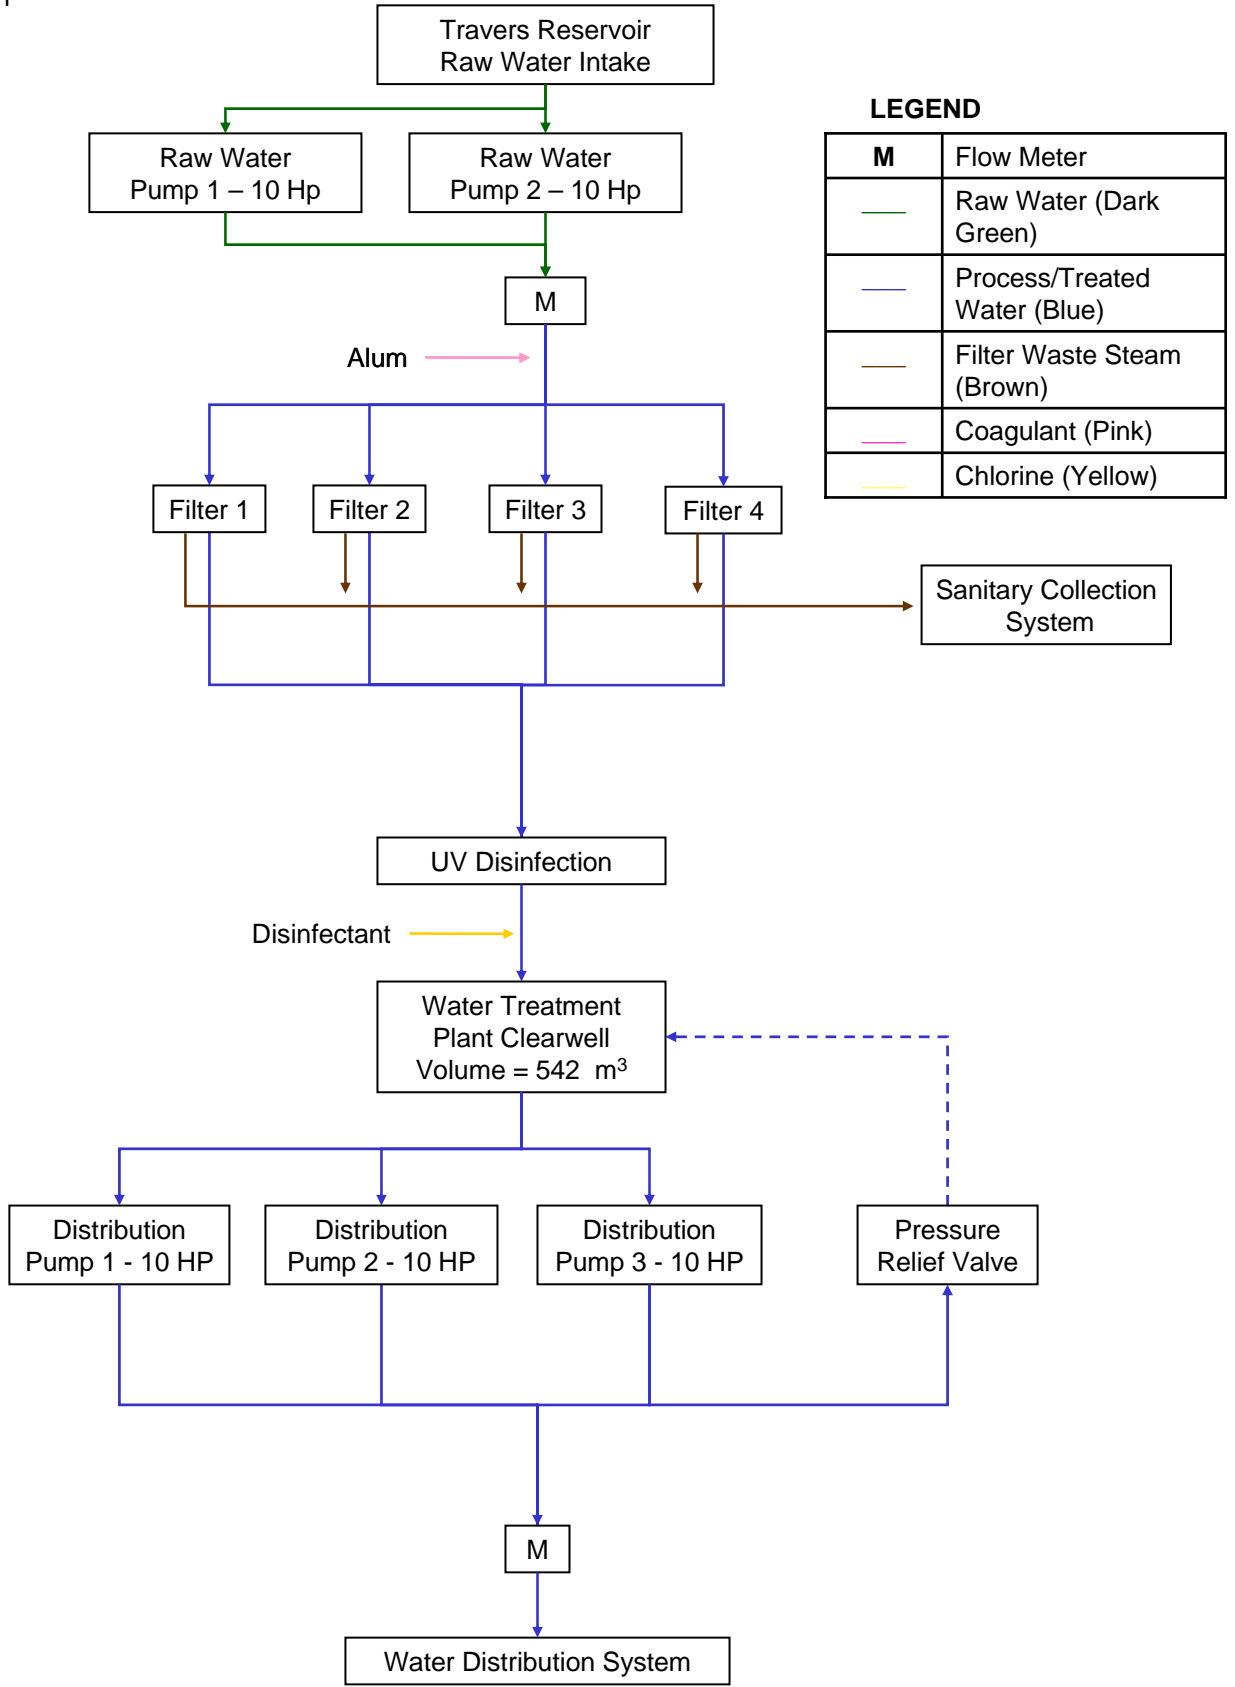 Travers Reservoir
Raw Water Intake
Raw Water
Pump 1 – 10 Hp
Raw Water
Pump 2 – 10 Hp
M
Alum
LEGEND
M Flow Meter
Raw Water (Dark
Green)
Process/Treated
Water (Blue)
Filter Waste Steam
(Brown)
Coagulant (Pink)
Chlorine (Yellow)
Filter 1
Filter 2
Filter 3
Filter 4
Sanitary Collection
System
UV Disinfection
Disinfectant
Water Treatment
Plant Clearwell
Volume = 542 m³
Distribution
Pump 1 - 10 HP
Distribution
Pump 2 - 10 HP
Distribution
Pump 3 - 10 HP
Pressure
Relief Valve
M
Water Distribution System